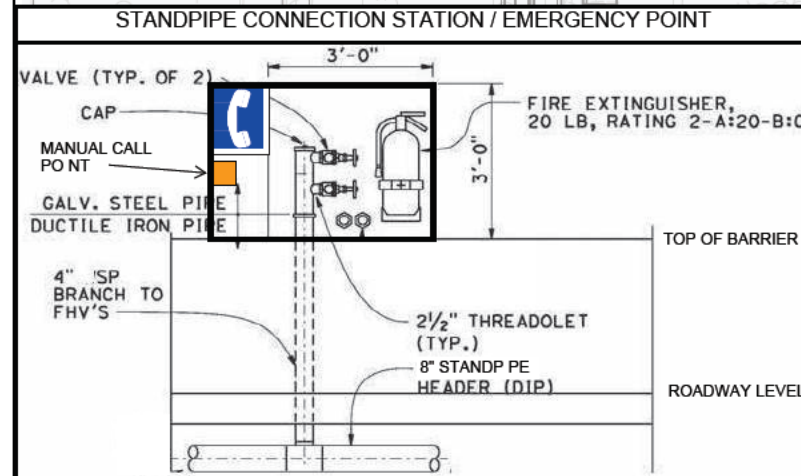 STANDPIPE CONNECTION STATION / EMERGENCY POINT
3'-0"
VALVE (TYP. OF 2)
CAP
MANUAL CALL
PO NT
GALV. STEEL PIPE
DUCTILE IRON PIPE
FIRE EXTINGUISHER,
20 LB, RATING 2-A:20-B:C
3'-0"
TOP OF BARRIER
4" SP
BRANCH TO
FHV'S
2½" THREADOLET
(TYP.)
8" STANDP PE
HEADER (DIP)
ROADWAY LEVEL